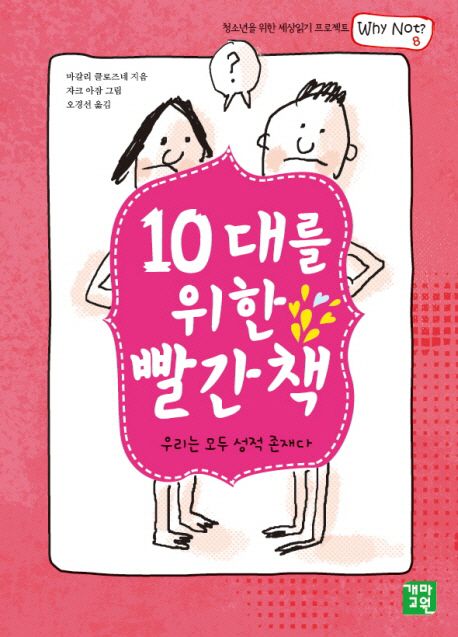 청소년을 위한 세상읽기 프로젝트 Why Not?
8
마갈리 클로즈네 지음
자크 아잠 그림
오경선 옮김
?
10대를
위한
빨간책
우리는 모두 성적 존재다
개마
고원